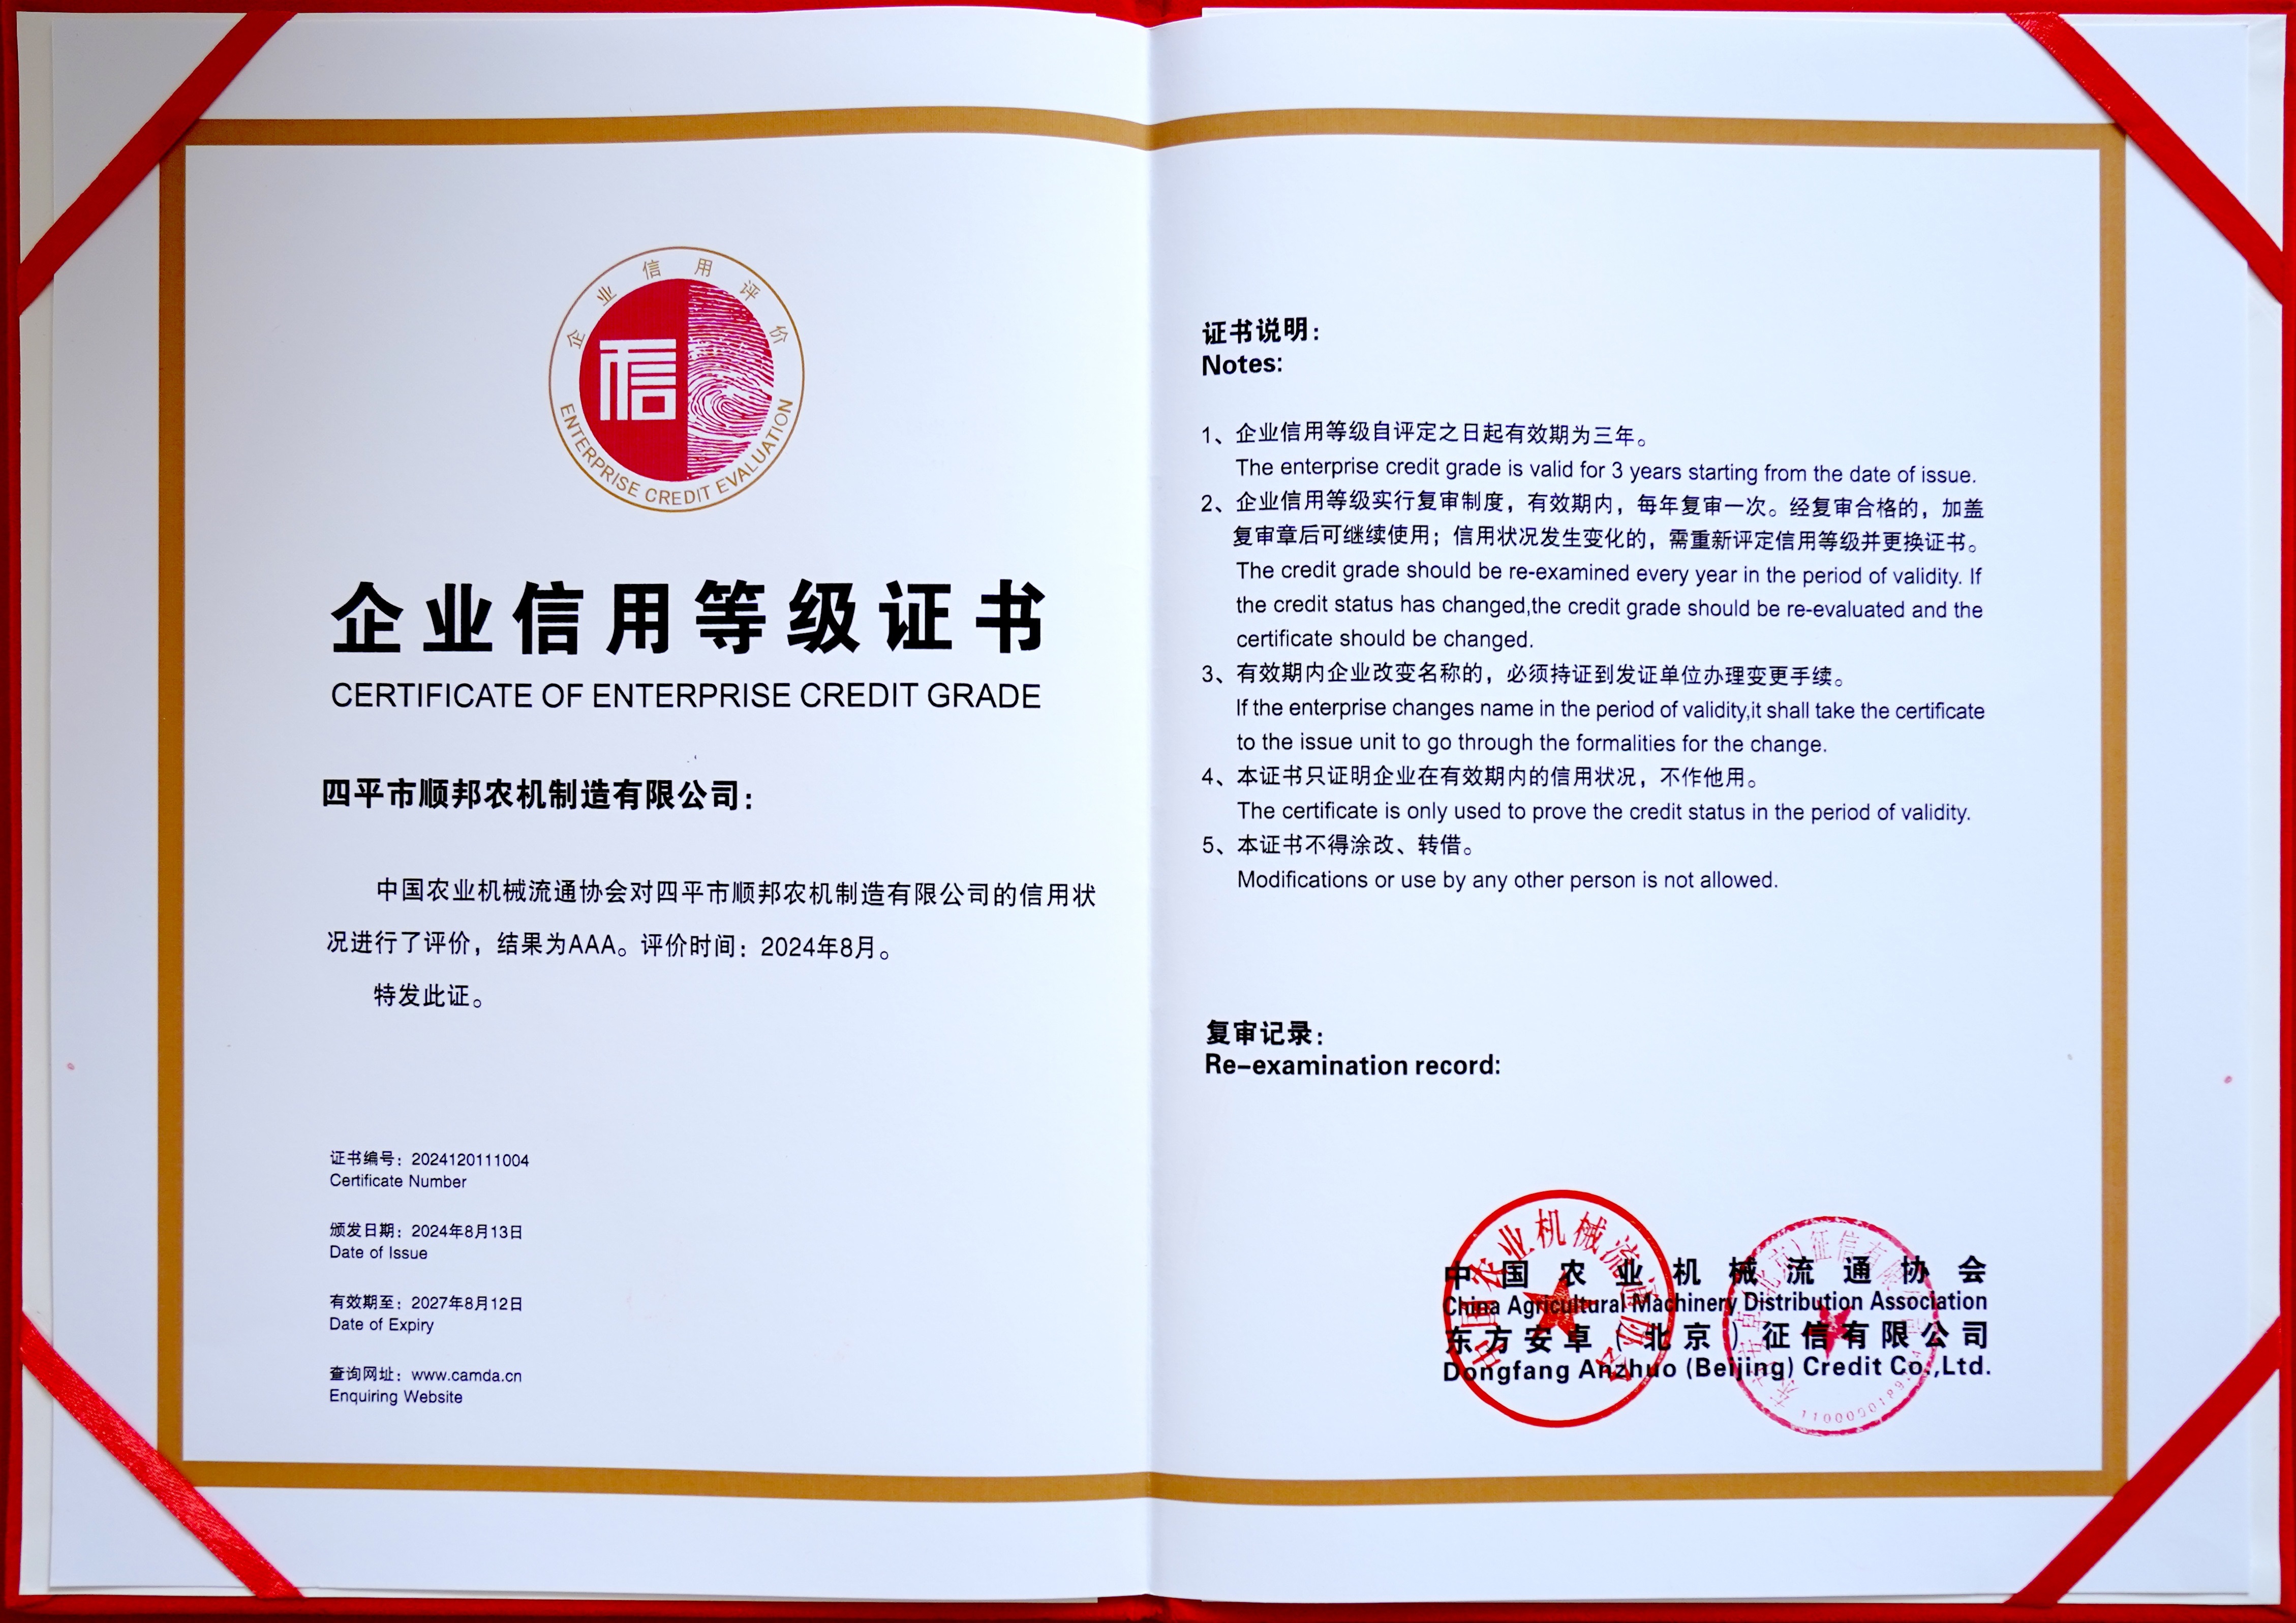 企业信用评价
信
ENTERPRISE CREDIT EVALUATION
企业信用等级证书
CERTIFICATE OF ENTERPRISE CREDIT GRADE
四平市顺邦农机制造有限公司：
中国农业机械流通协会对四平市顺邦农机制造有限公司的信用状
况进行了评价，结果为AAA。评价时间：2024年8月。
特发此证。
证书编号：2024120111004
Certificate Number
颁发日期：2024年8月13日
Date of Issue
有效期至：2027年8月12日
Date of Expiry
查询网址：www.camda.cn
Enquiring Website
证书说明：
Notes:
1、企业信用等级自评定之日起有效期为三年。
The enterprise credit grade is valid for 3 years starting from the date of issue.
2、企业信用等级实行复审制度，有效期内，每年复审一次。经复审合格的，加盖
复审章后可继续使用；信用状况发生变化的，需重新评定信用等级并更换证书。
The credit grade should be re-examined every year in the period of validity. If
the credit status has changed,the credit grade should be re-evaluated and the
certificate should be changed.
3、有效期内企业改变名称的，必须持证到发证单位办理变更手续。
If the enterprise changes name in the period of validity,it shall take the certificate
to the issue unit to go through the formalities for the change.
4、本证书只证明企业在有效期内的信用状况，不作他用。
The certificate is only used to prove the credit status in the period of validity.
5、本证书不得涂改、转借。
Modifications or use by any other person is not allowed.
复审记录：
Re-examination record:
中国农业机械流通协会
China Agricultural Machinery Distribution Association
东方安卓（北京）征信有限公司
Dongfang Anzhuo (Beijing) Credit Co.,Ltd.
中国农业机械流通协会